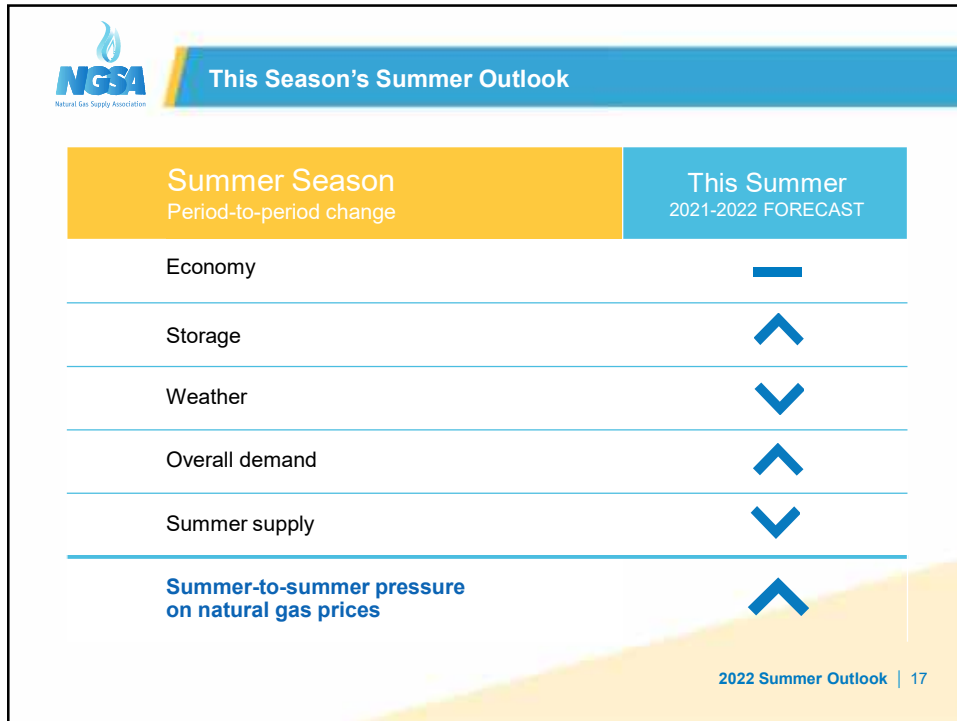 NGSA
Natural Gas Supply Association
This Season’s Summer Outlook
Summer Season
Period-to-period change
This Summer
2021-2022 FORECAST
Economy
Storage
Weather
Overall demand
Summer supply
Summer-to-summer pressure
on natural gas prices
2022 Summer Outlook | 17